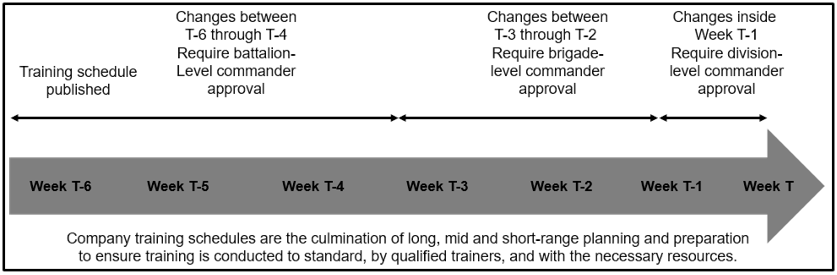 Training schedule
published
Changes between
T-6 through T-4
Require battalion-
Level commander
approval
Changes between
T-3 through T-2
Require brigade-
level commander
approval
Changes inside
Week T-1
Require division-
level commander
approval
Week T-6 Week T-5 Week T-4 Week T-3 Week T-2 Week T-1 Week T
Company training schedules are the culmination of long, mid and short-range planning and preparation
to ensure training is conducted to standard, by qualified trainers, and with the necessary resources.